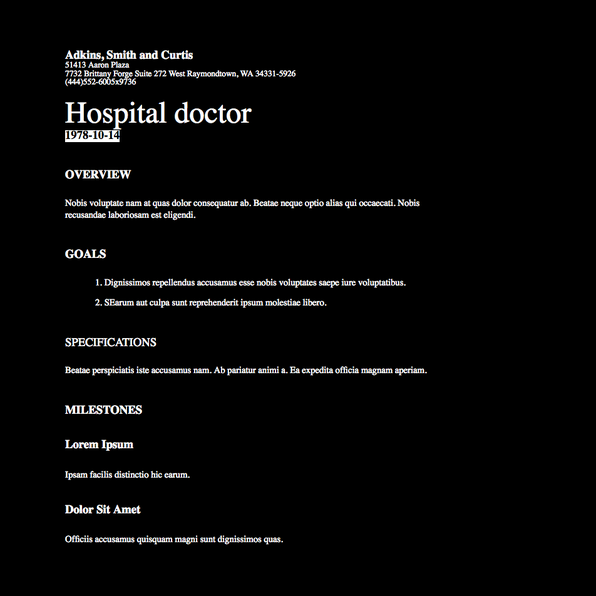 Adkins, Smith and Curtis
51413 Aaron Plaza
7732 Brittany Forge Suite 272 West Raymondtown, WA 34331-5926
(444)552-6005x9736
Hospital doctor
1978-10-14
OVERVIEW
Nobis voluptate nam at quas dolor consequatur ab. Beatae neque optio alias qui occaecati. Nobis
recusandae laboriosam est eligendi.
GOALS
1. Dignissimos repellendus accusamus esse nobis voluptates saepe iure voluptatibus.
2. SEarum aut culpa sunt reprehenderit ipsum molestiae libero.
SPECIFICATIONS
Beatae perspiciatis iste accusamus nam. Ab pariatur animi a. Ea expedita officia magnam aperiam.
MILESTONES
Lorem Ipsum
Ipsam facilis distinctio hic earum.
Dolor Sit Amet
Officiis accusamus quisquam magni sunt dignissimos quas.